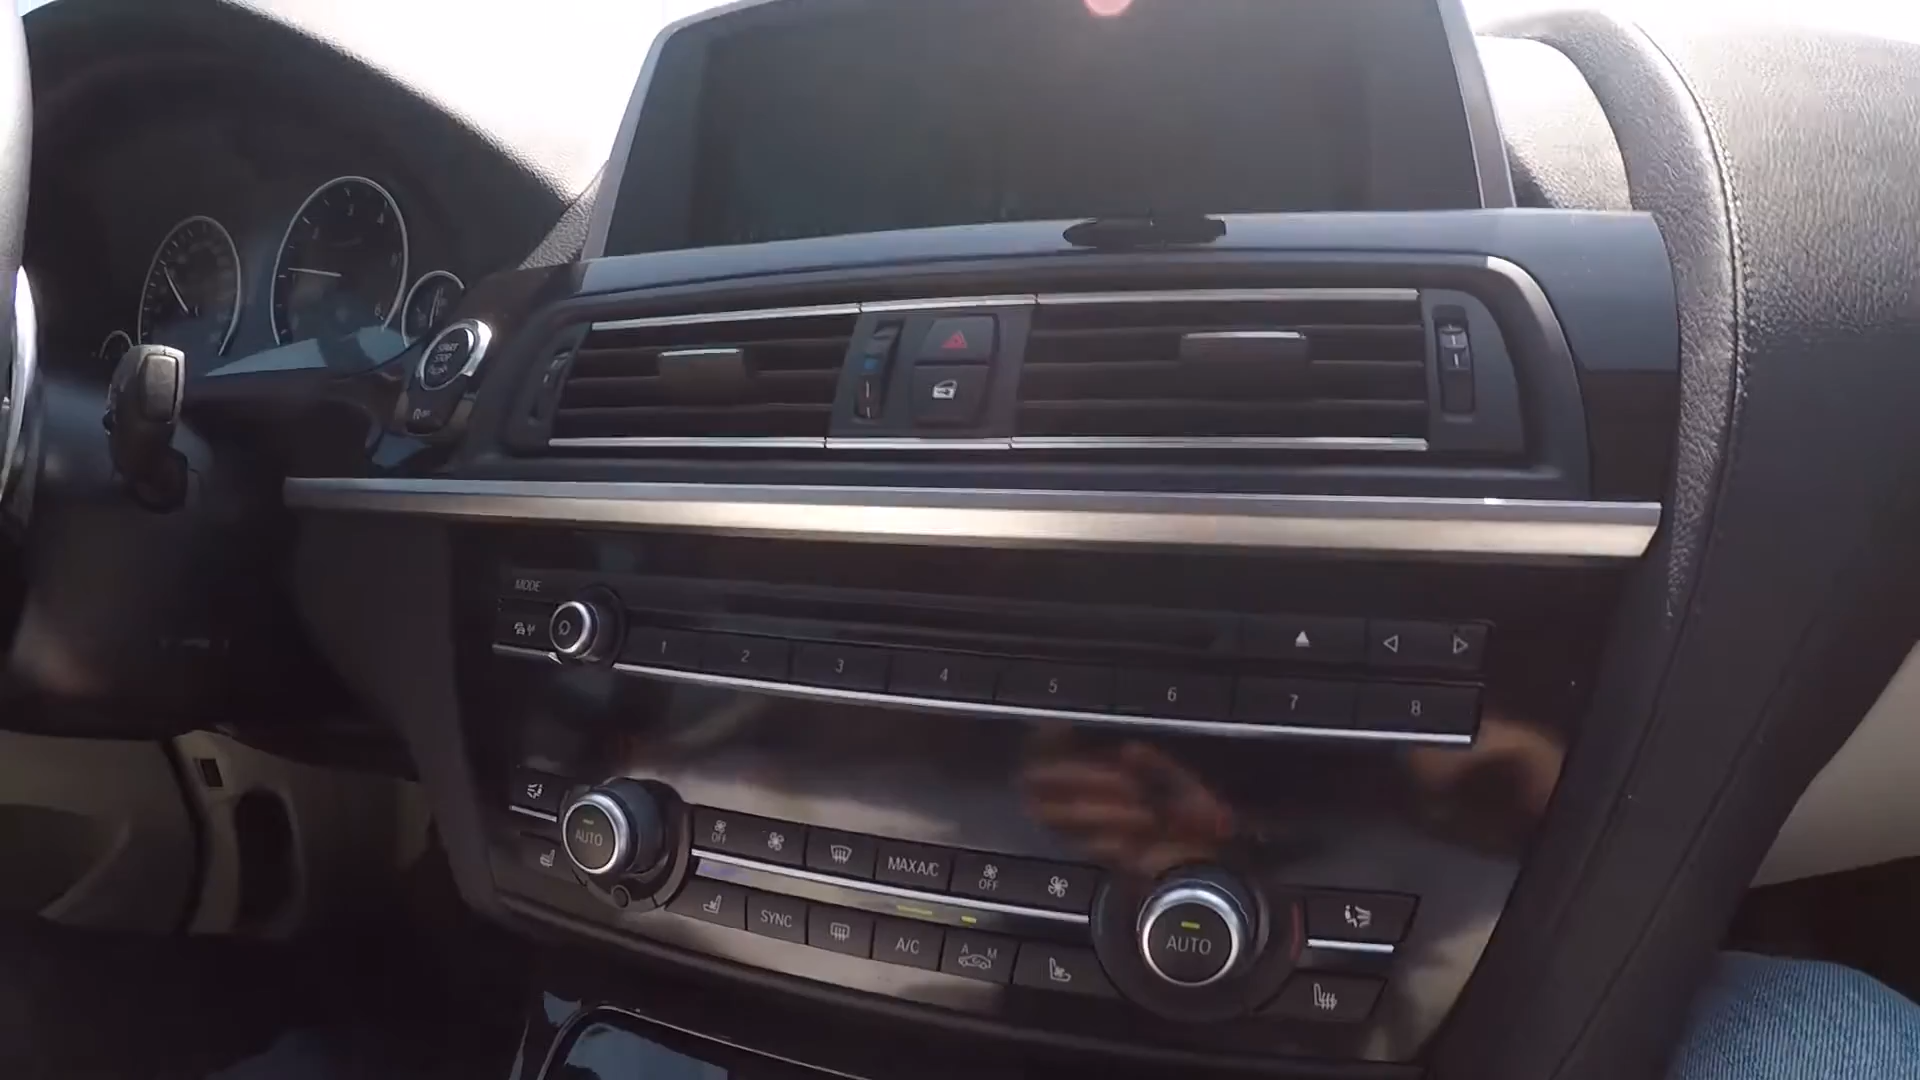 START
STOP
MODE
1 2 3 4 5 6 7 8
AUTO
OFF
MAX A/C
OFF
SYNC
A/C
A M
AUTO